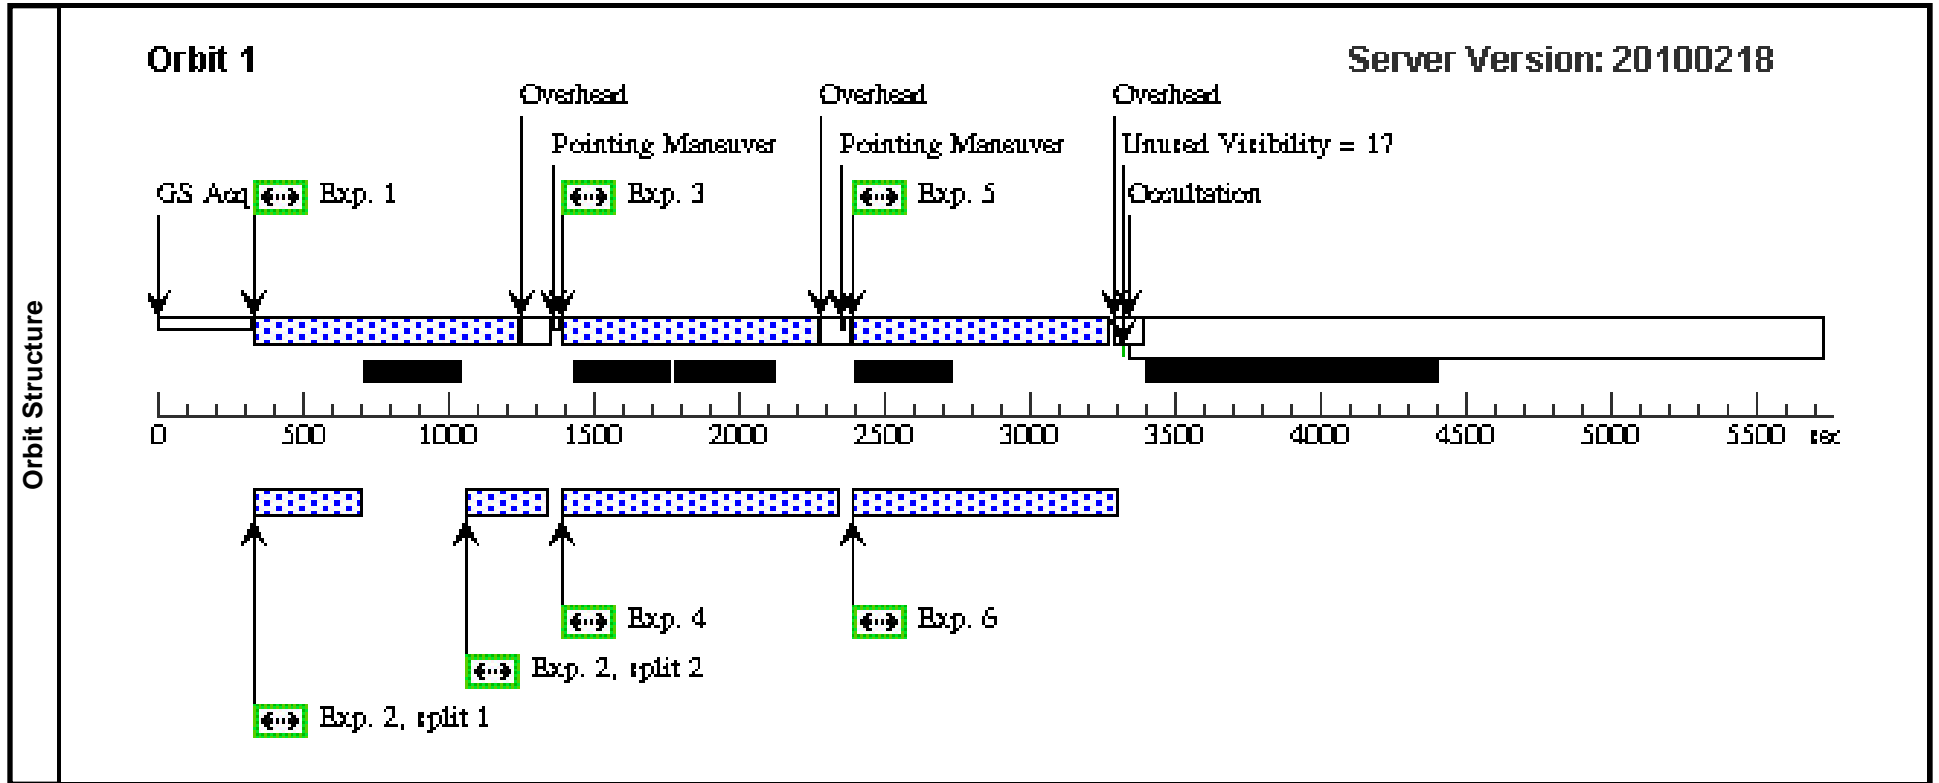 Orbit Structure
Orbit 1
Server Version: 20100218
Overhead Overhead Overhead
Pointing Maneuver Pointing Maneuver Unused Visibility = 17
GS Acq Exp. 1 Exp. 3 Exp. 5 Occultation
0 500 1000 1500 2000 2500 3000 3500 4000 4500 5000 5500 sec
Exp. 4 Exp. 6
Exp. 2, split 2
Exp. 2, split 1